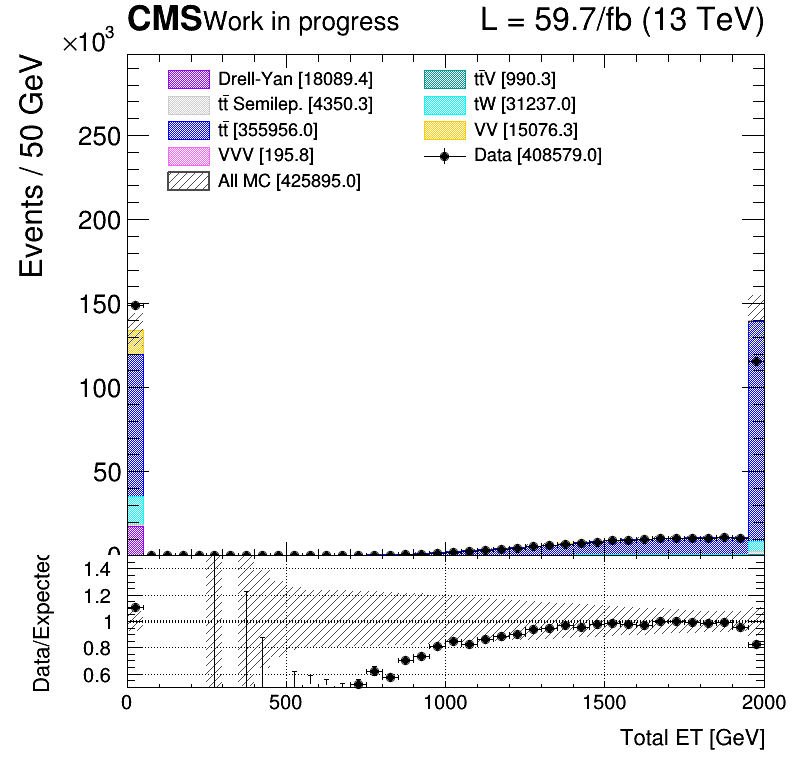 CMS Work in progress L = 59.7/fb (13 TeV)
×10³
Drell-Yan [18089.4]
tt̄ Semilep. [4350.3]
tt̄ [355956.0]
VVV [195.8]
All MC [425895.0]
tt̄V [990.3]
tW [31237.0]
VV [15076.3]
Data [408579.0]
Events / 50 GeV
250
200
150
100
50
0
Data/Expected
1.4
1.2
1
0.8
0.6
0 500 1000 1500 2000
Total ET [GeV]